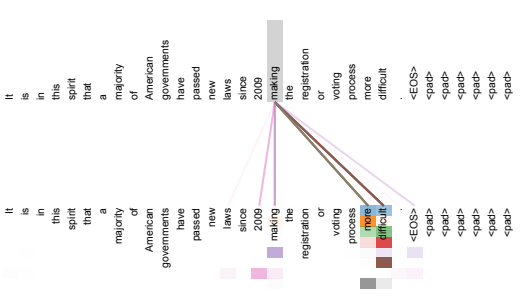 It is in this spirit that a majority of American governments have passed new laws since 2009 making the registration or voting process more difficult . <EOS> <pad> <pad> <pad> <pad> <pad> <pad>
It is in this spirit that a majority of American governments have passed new laws since 2009 making the registration or voting process more difficult . <EOS> <pad> <pad> <pad> <pad> <pad> <pad>